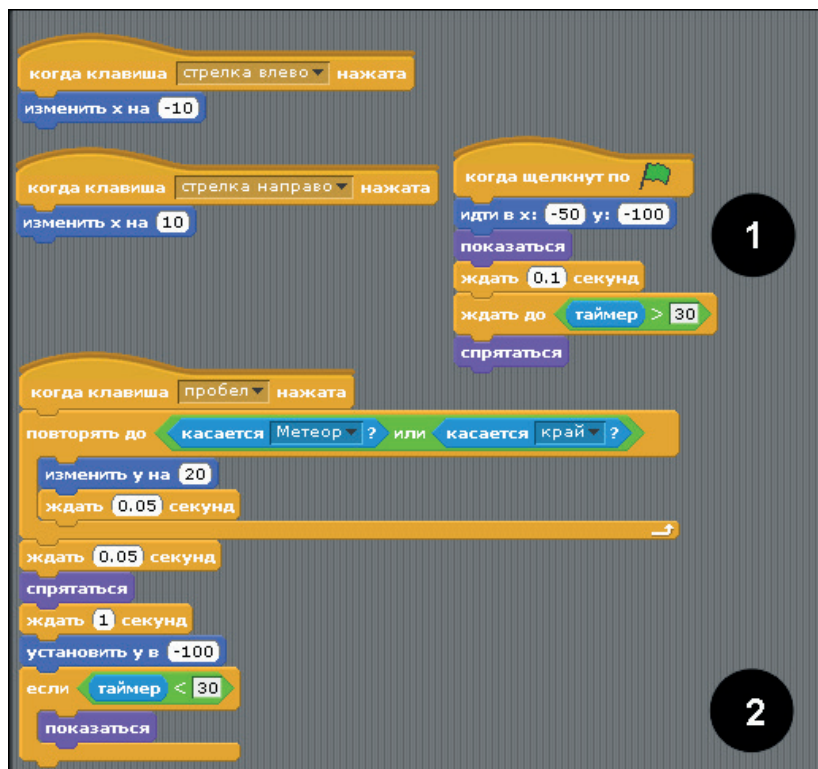 когда клавиша стрелка влево нажата
изменить х на -10
когда клавиша стрелка направо нажата
изменить х на 10
когда щелкнут по
идти в х: -50 у: -100
показаться
ждать 0.1 секунд
ждать до таймер > 30
спрятаться
1
когда клавиша пробел нажата
повторять до касается Метеор ? или касается край ?
изменить у на 20
ждать 0.05 секунд
ждать 0.05 секунд
спрятаться
ждать 1 секунд
установить у в -100
если таймер < 30
показаться
2